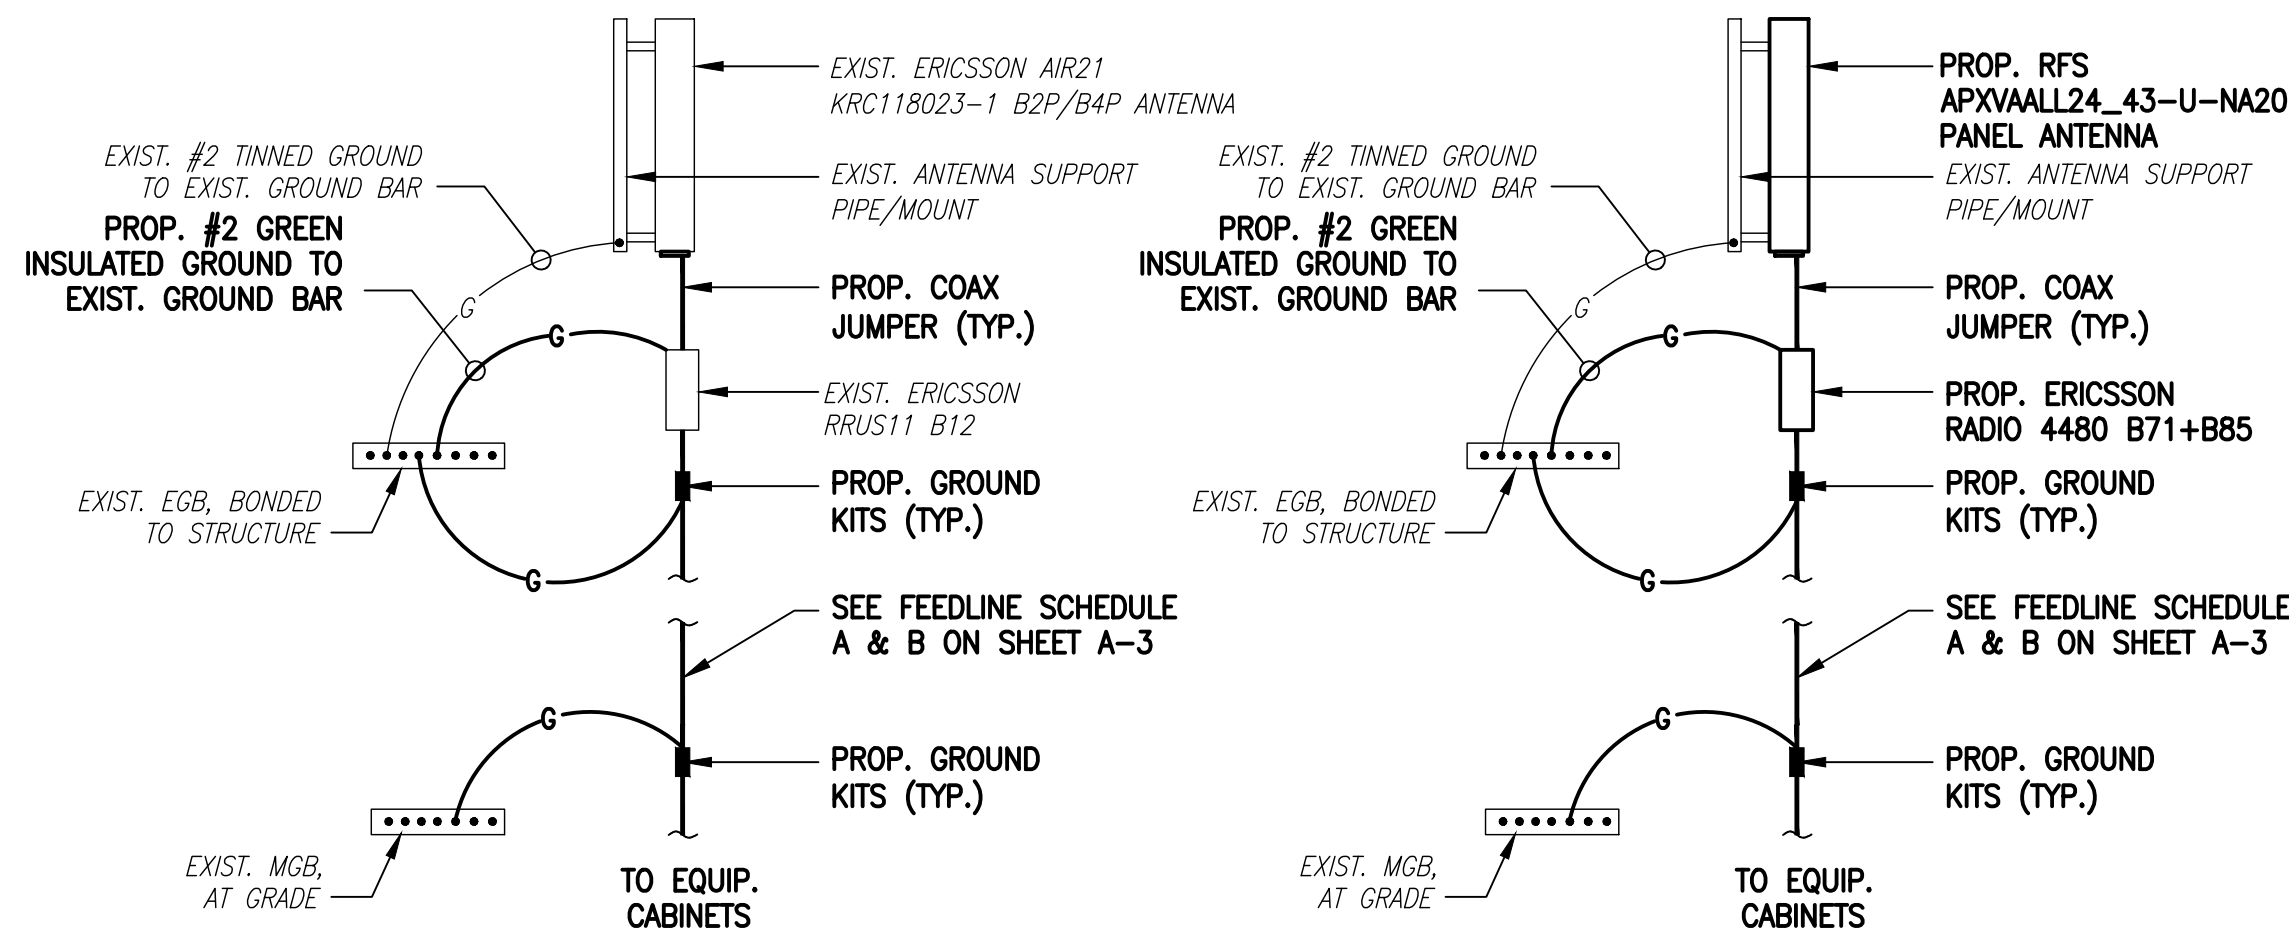 EXIST. ERICSSON AIR21
KRC118023-1 B2P/B4P ANTENNA
EXIST. #2 TINNED GROUND
TO EXIST. GROUND BAR
EXIST. ANTENNA SUPPORT
PIPE/MOUNT
PROP. #2 GREEN
INSULATED GROUND TO
EXIST. GROUND BAR
PROP. COAX
JUMPER (TYP.)
G
G
EXIST. ERICSSON
RRUS11 B12
PROP. GROUND
KITS (TYP.)
EXIST. EGB, BONDED
TO STRUCTURE
G
SEE FEEDLINE SCHEDULE
A & B ON SHEET A-3
G
PROP. GROUND
KITS (TYP.)
EXIST. MGB,
AT GRADE
TO EQUIP.
CABINETS
PROP. RFS
APXVAALL24_43-U-NA20
PANEL ANTENNA
EXIST. #2 TINNED GROUND
TO EXIST. GROUND BAR
EXIST. ANTENNA SUPPORT
PIPE/MOUNT
PROP. #2 GREEN
INSULATED GROUND TO
EXIST. GROUND BAR
PROP. COAX
JUMPER (TYP.)
G
G
PROP. ERICSSON
RADIO 4480 B71+B85
PROP. GROUND
KITS (TYP.)
EXIST. EGB, BONDED
TO STRUCTURE
G
SEE FEEDLINE SCHEDULE
A & B ON SHEET A-3
G
PROP. GROUND
KITS (TYP.)
EXIST. MGB,
AT GRADE
TO EQUIP.
CABINETS